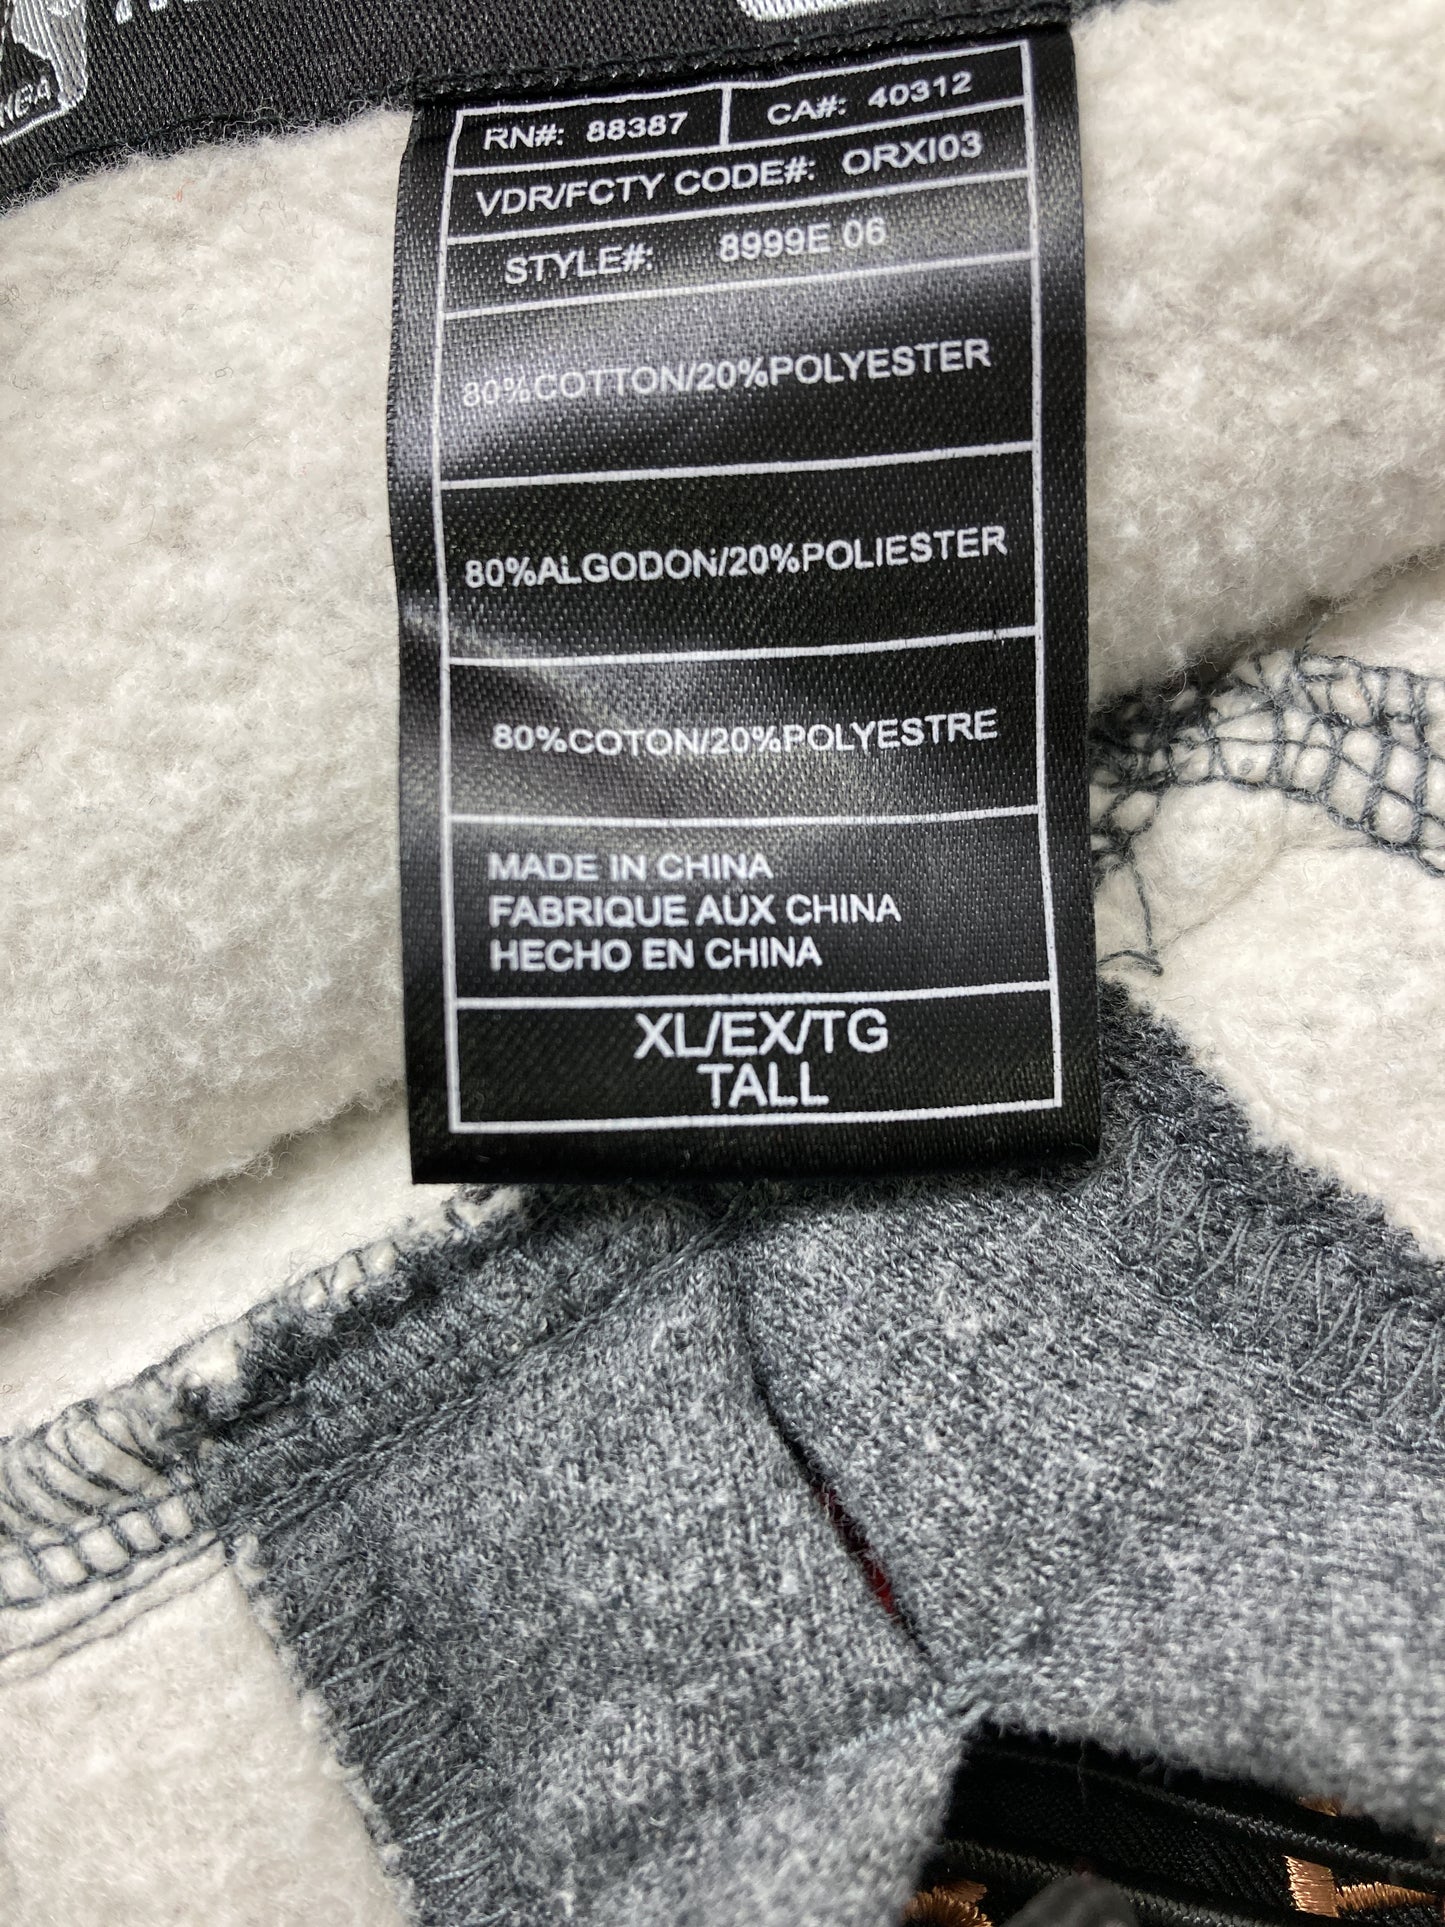 RN#: 88387 CA#: 40312
VDR/FCTY CODE#: ORXI03
STYLE#: 8999E 06
80%COTTON/20%POLYESTER
80%ALGODON/20%POLIESTER
80%COTON/20%POLYESTRE
MADE IN CHINA
FABRIQUE AUX CHINA
HECHO EN CHINA
XL/EX/TG
TALL